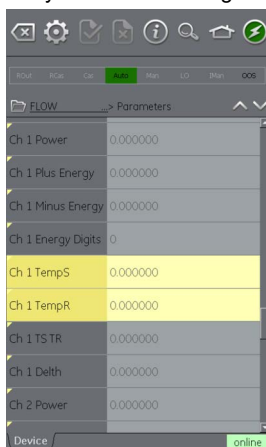 ROut RCas Cas Auto Man LO IMan OOS
FLOW ...> Parameters
Ch 1 Power 0.000000
Ch 1 Plus Energy 0.000000
Ch 1 Minus Energy 0.000000
Ch 1 Energy Digits 0
Ch 1 TempS 0.000000
Ch 1 TempR 0.000000
Ch 1 TS TR 0.000000
Ch 1 Delth 0.000000
Ch 2 Power 0.000000
Device online